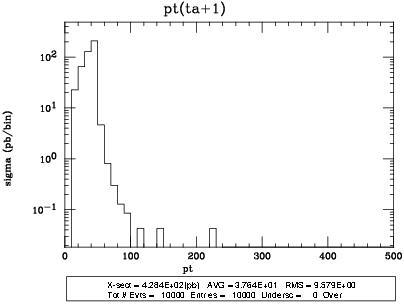 pt(ta+1)
sigma (pb/bin)
10²
10¹
10⁰
10⁻¹
0 100 200 300 400 500
pt
X-sect = 4.284E+02(pb) AVG = 3.764E+01 RMS = 9.579E+00
Tot # Evts = 10000 Entries = 10000 Undersc = 0 Over